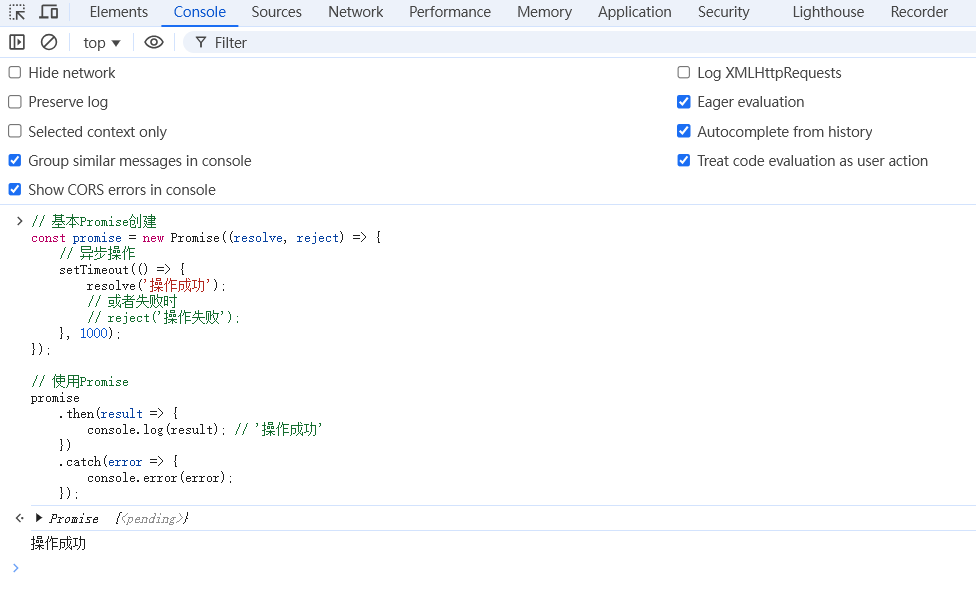 Elements Console Sources Network Performance Memory Application Security Lighthouse Recorder
top Filter
Hide network Log XMLHttpRequests
Preserve log Eager evaluation
Selected context only Autocomplete from history
Group similar messages in console Treat code evaluation as user action
Show CORS errors in console
// 基本Promise创建
const promise = new Promise((resolve, reject) => {
    // 异步操作
    setTimeout(() => {
        resolve('操作成功');
        // 或者失败时
        // reject('操作失败');
    }, 1000);
});
// 使用Promise
promise
    .then(result => {
        console.log(result); // '操作成功'
    })
    .catch(error => {
        console.error(error);
    });
Promise {<pending>}
操作成功